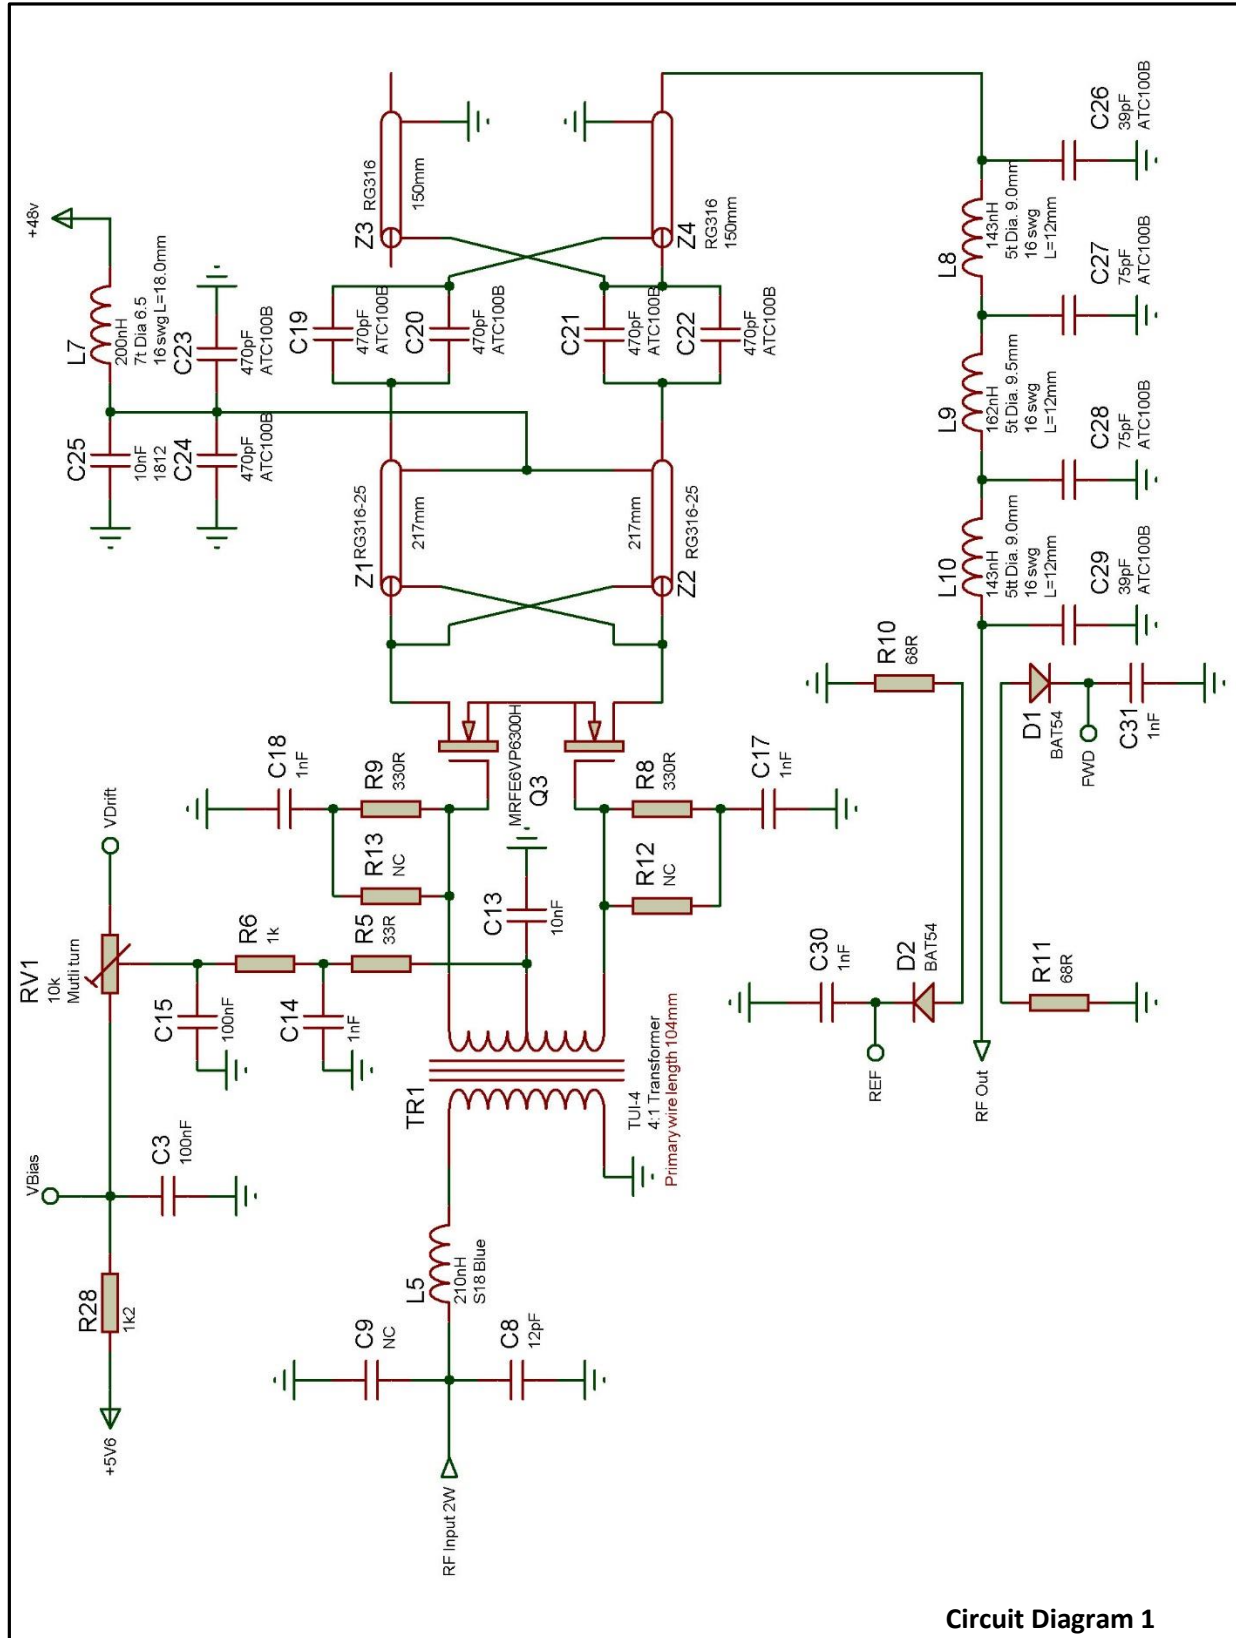 +5V6
R28
1k2
VBias
C3
100nF
RV1
10k
Mutli turn
VDrift
C15
100nF
R6
1k
C14
1nF
R5
33R
RF Input 2W
C9
NC
C8
12pF
L5
210nH
S18 Blue
TR1
TUI-4
4:1 Transformer
Primary wire length 104mm
C13
10nF
R13
NC
R9
330R
C18
1nF
R12
NC
R8
330R
C17
1nF
MRFE6VP6300H
Q3
Z1
RG316-25
217mm
Z2
RG316-25
217mm
C25
10nF
1812
C24
470pF
ATC100B
L7
200nH
7t Dia 6.5
16 swg L=18.0mm
C23
470pF
ATC100B
+48v
C19
470pF
ATC100B
C20
470pF
ATC100B
C21
470pF
ATC100B
C22
470pF
ATC100B
Z3
RG316
150mm
Z4
RG316
150mm
REF
C30
1nF
D2
BAT54
R10
68R
RF Out
R11
68R
D1
BAT54
FWD
C31
1nF
L10
143nH
5tt Dia. 9.0mm
16 swg
L=12mm
C29
39pF
ATC100B
L9
162nH
5t Dia. 9.5mm
16 swg
L=12mm
C28
75pF
ATC100B
L8
143nH
5t Dia. 9.0mm
16 swg
L=12mm
C27
75pF
ATC100B
C26
39pF
ATC100B
Circuit Diagram 1